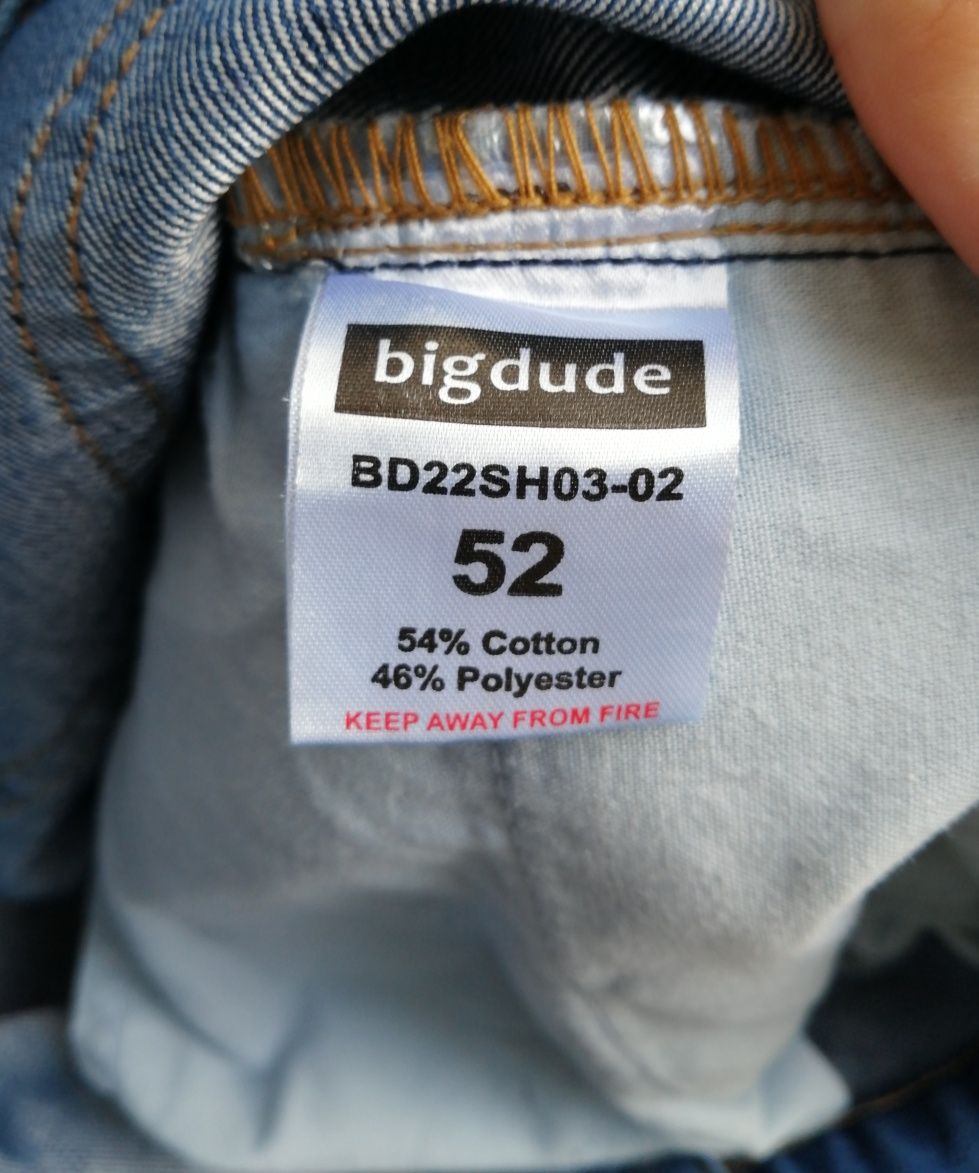 bigdude
BD22SH03-02
52
54% Cotton
46% Polyester
KEEP AWAY FROM FIRE